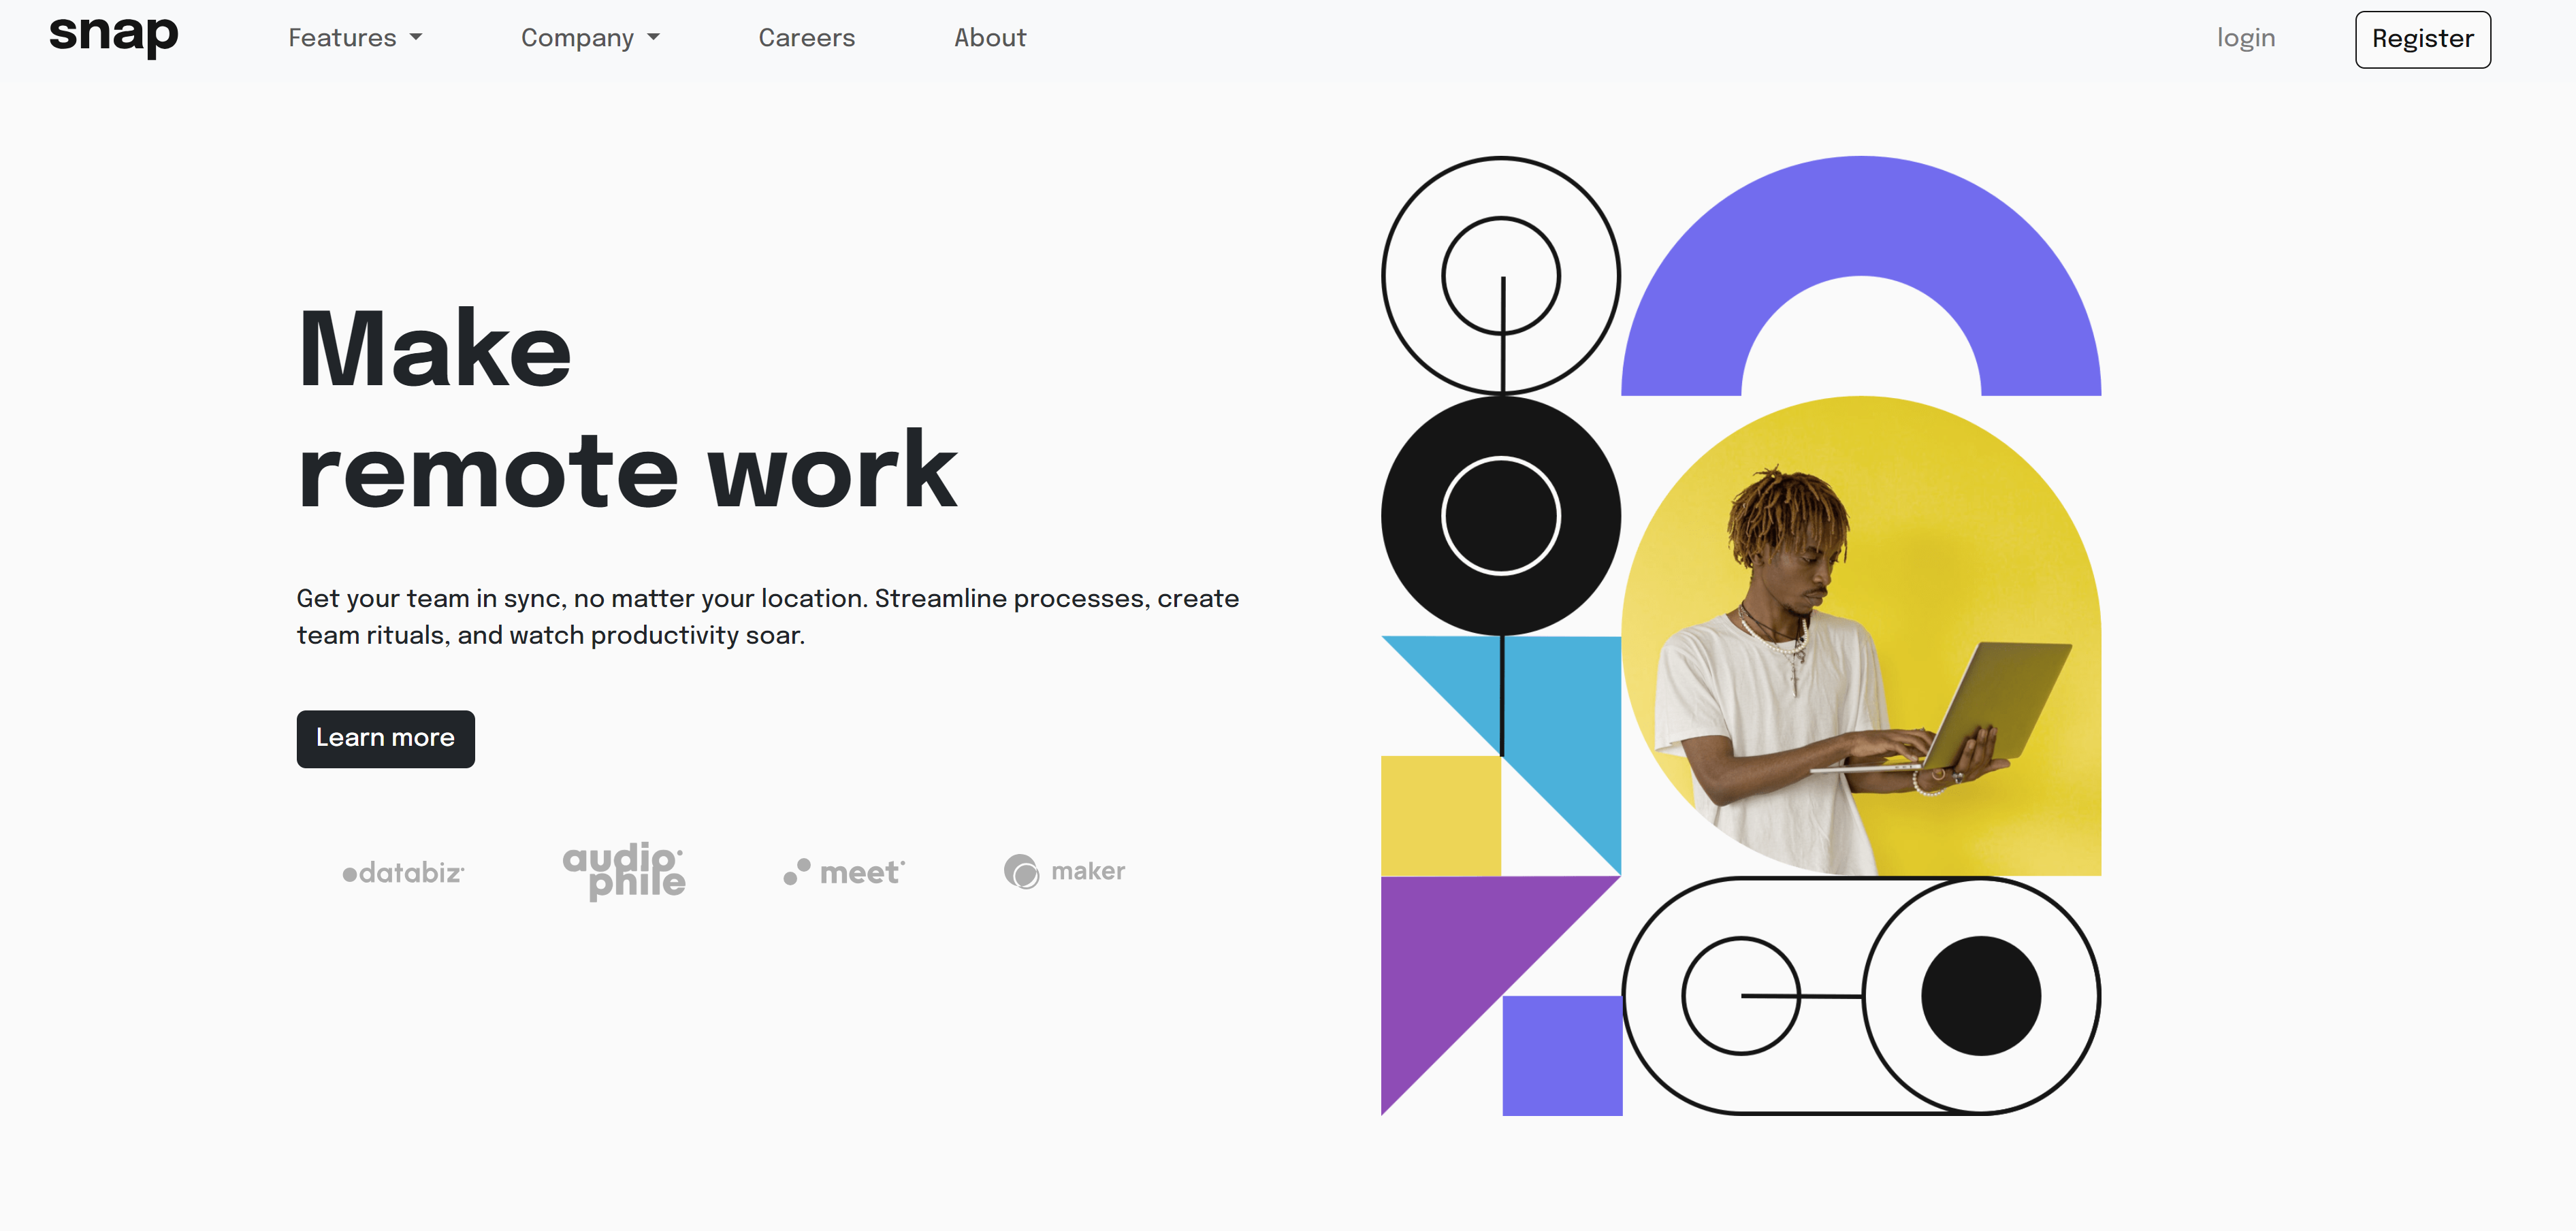 snap Features Company Careers About login Register
Make
remote work
Get your team in sync, no matter your location. Streamline processes, create
team rituals, and watch productivity soar.
Learn more
databiz audiophile meet maker